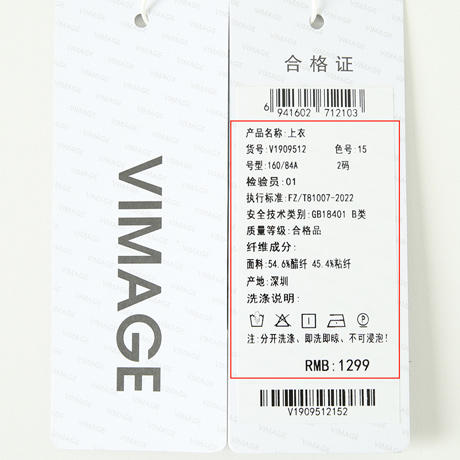 VIMAGE
合格证
6 941602 712103
产品名称:上衣
货号:V1909512 色号:15
号型:160/84A 2码
检验员:01
执行标准:FZ/T81007-2022
安全技术类别:GB18401 B类
质量等级:合格品
纤维成分:
面料:54.6%醋纤 45.4%粘纤
产地:深圳
洗涤说明:
注:分开洗涤、即洗即晾、不可浸泡!
RMB:1299
V1909512152